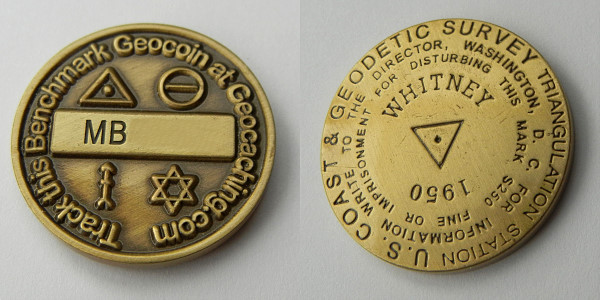 Track this Benchmark Geocoin at Geocaching.com
MB
U.S. COAST & GEODETIC SURVEY TRIANGULATION STATION
FOR INFORMATION WRITE TO THE DIRECTOR, WASHINGTON, D. C.
$250 FINE OR IMPRISONMENT FOR DISTURBING THIS MARK
WHITNEY
1950